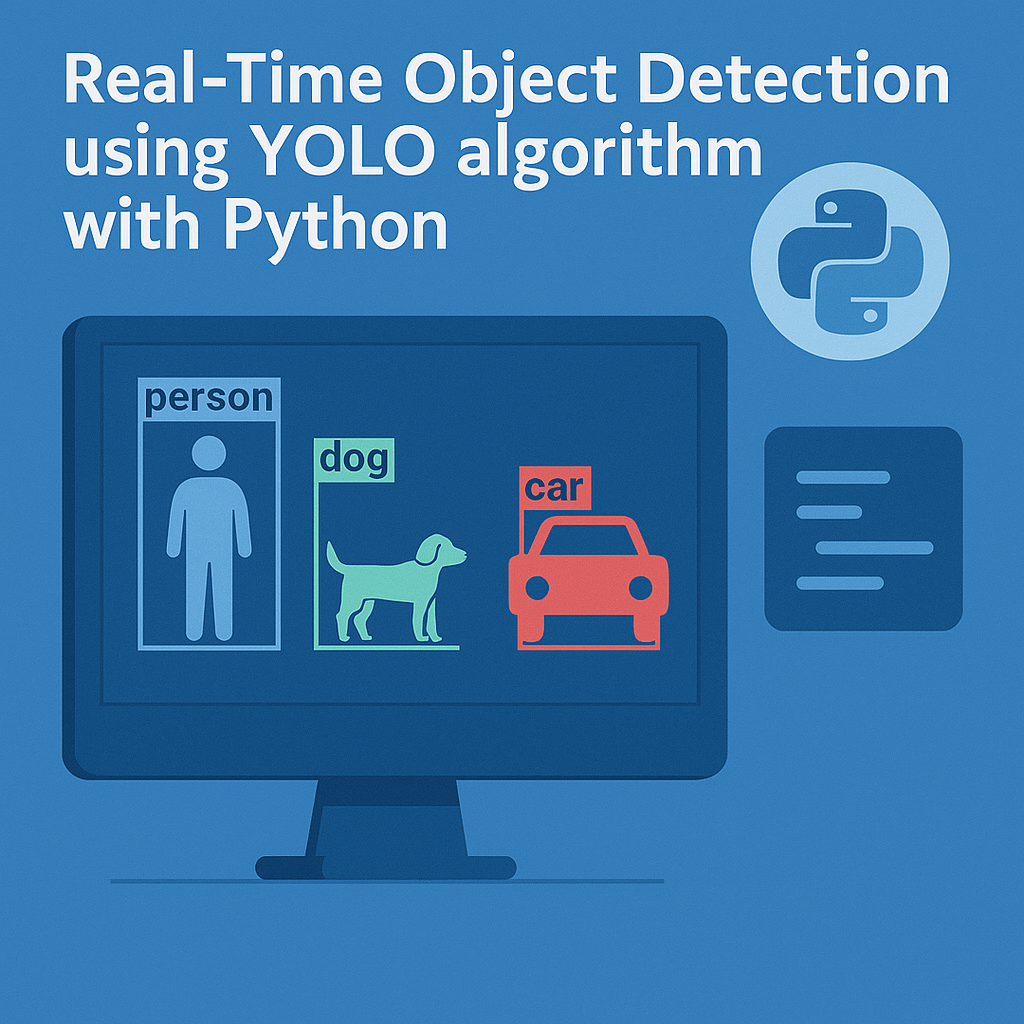 Real-Time Object Detection
using YOLO algorithm
with Python
person
dog
car